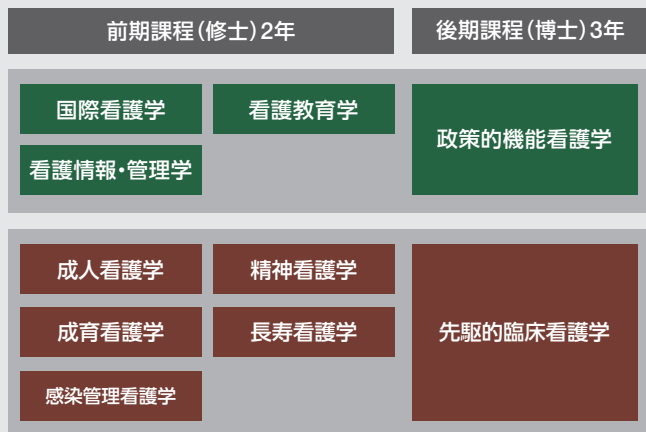 前期課程(修士)2年
後期課程(博士)3年
国際看護学
看護教育学
看護情報・管理学
政策的機能看護学
成人看護学
精神看護学
成育看護学
長寿看護学
感染管理看護学
先駆的臨床看護学